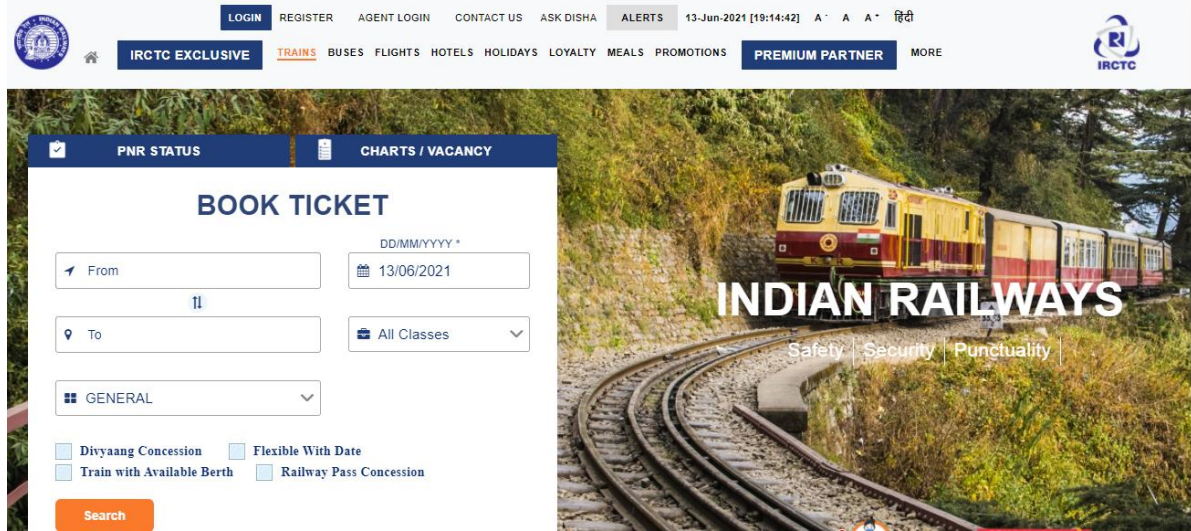 LOGIN REGISTER AGENT LOGIN CONTACT US ASK DISHA ALERTS 13-Jun-2021 [19:14:42] A- A A+ हिंदी
IRCTC EXCLUSIVE TRAINS BUSES FLIGHTS HOTELS HOLIDAYS LOYALTY MEALS PROMOTIONS PREMIUM PARTNER MORE
IRCTC
PNR STATUS CHARTS / VACANCY
BOOK TICKET
DD/MM/YYYY *
From 13/06/2021
To All Classes
GENERAL
Divyaang Concession Flexible With Date
Train with Available Berth Railway Pass Concession
Search
INDIAN RAILWAYS
Safety | Security | Punctuality |